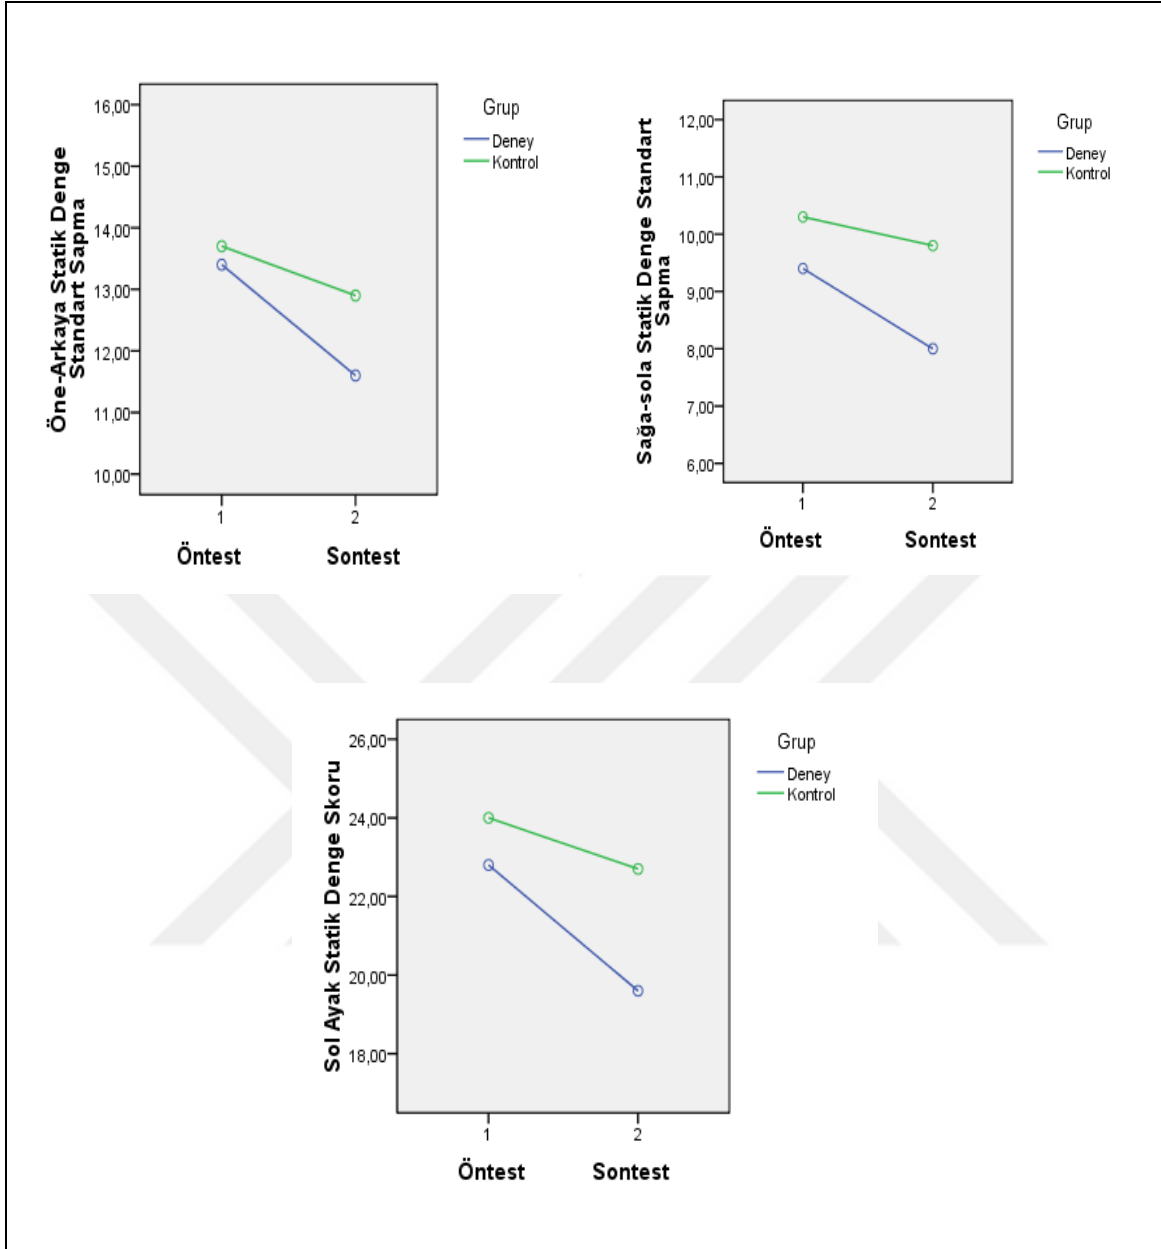 Öne-Arkaya Statik Denge
Standart Sapma
16,00
15,00
14,00
13,00
12,00
11,00
10,00
1
2
Öntest
Sontest
Grup
Deney
Kontrol
Sağa-sola Statik Denge Standart
Sapma
12,00
11,00
10,00
9,00
8,00
7,00
6,00
1
2
Öntest
Sontest
Grup
Deney
Kontrol
Sol Ayak Statik Denge Skoru
26,00
24,00
22,00
20,00
18,00
1
2
Öntest
Sontest
Grup
Deney
Kontrol